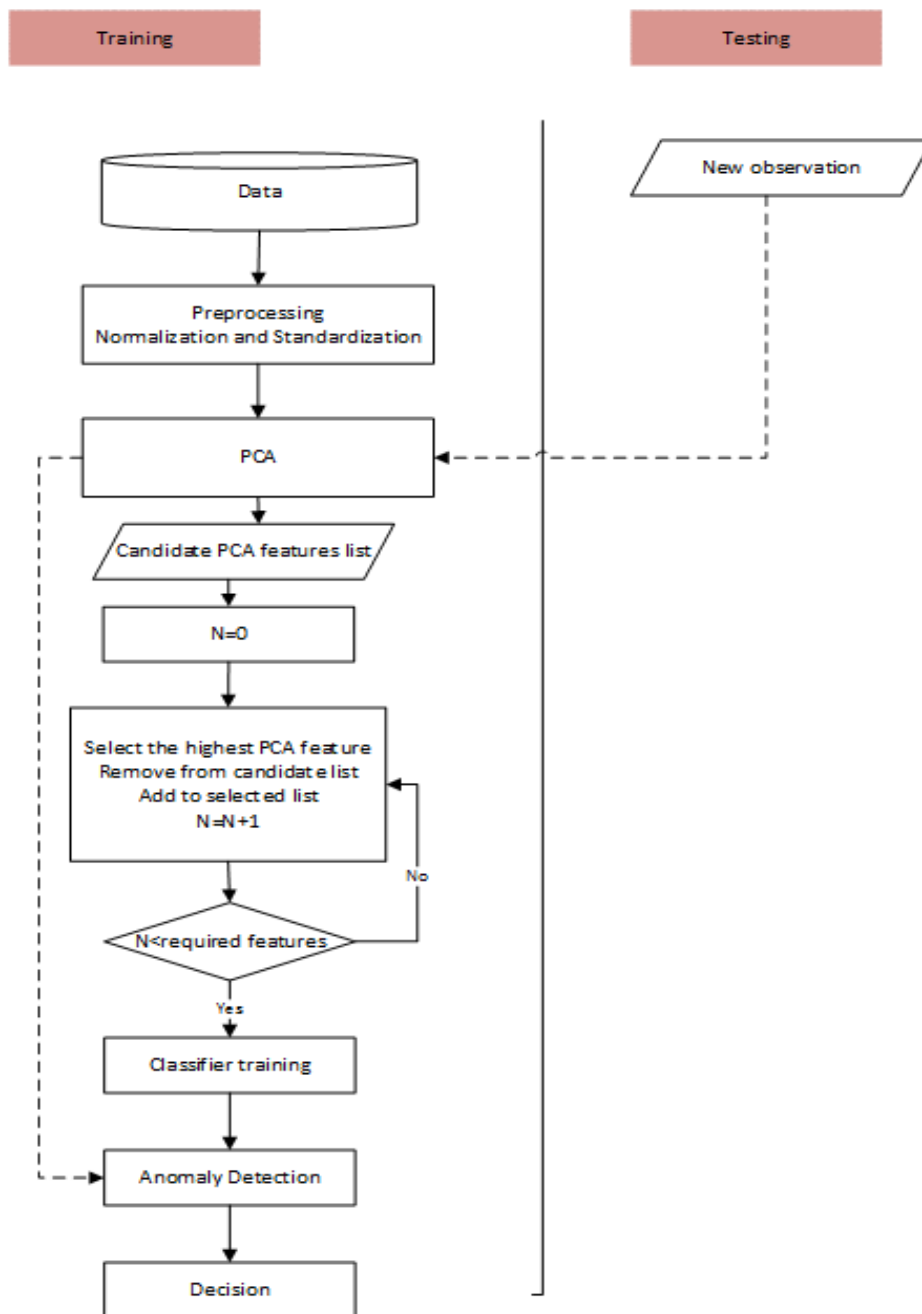 Training
Testing
Data
New observation
Preprocessing
Normalization and Standardization
PCA
Candidate PCA features list
N=0
Select the highest PCA feature
Remove from candidate list
Add to selected list
N=N+1
No
N<required features
Yes
Classifier training
Anomaly Detection
Decision